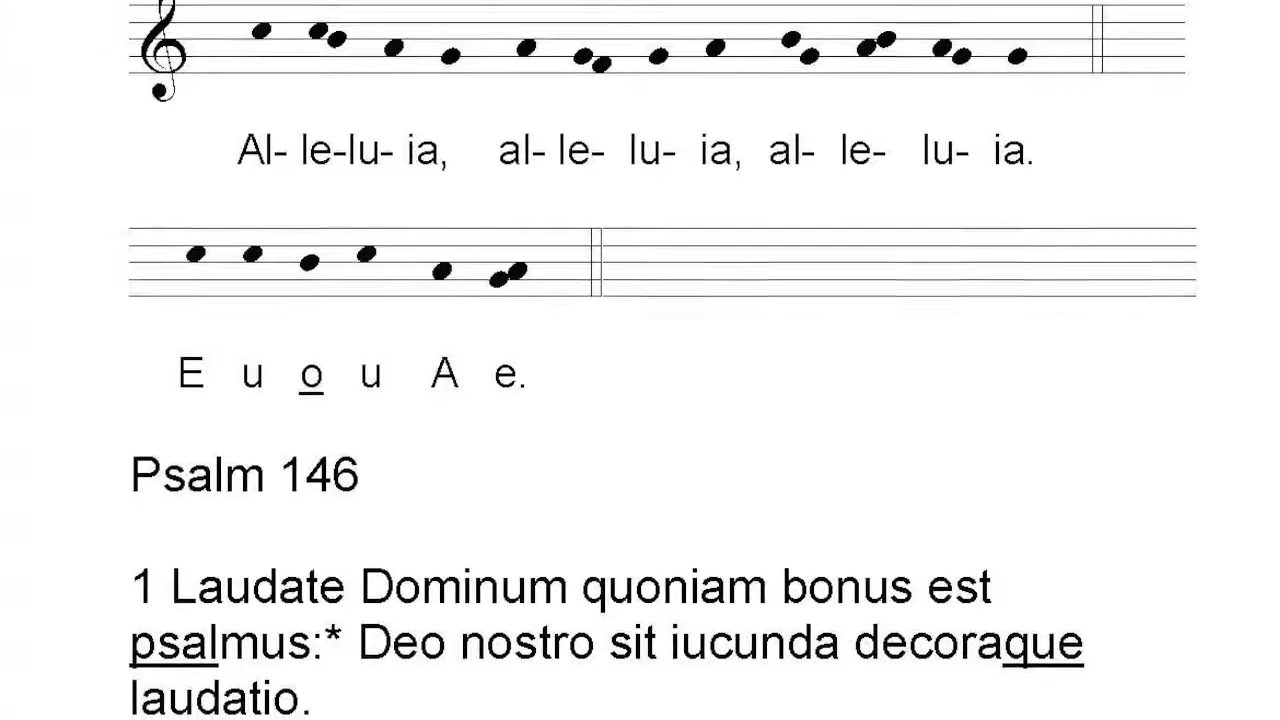 Al- le-lu- ia, al- le- lu- ia, al- le- lu- ia.
E u o u A e.
Psalm 146
1 Laudate Dominum quoniam bonus est
psalmus:* Deo nostro sit iucunda decoraque
laudatio.